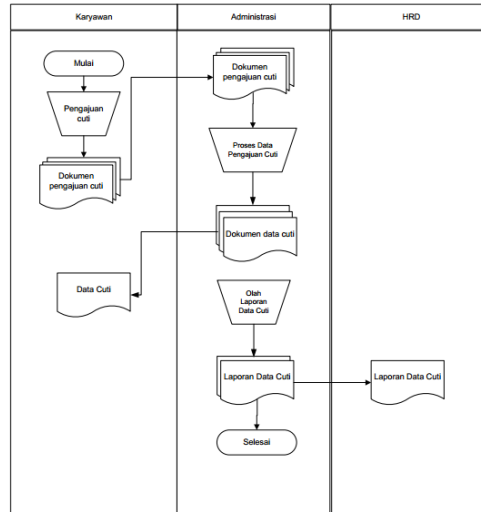 Karyawan
Administrasi
HRD
Mulai
Pengajuan
cuti
Dokumen
pengajuan cuti
Dokumen
pengajuan cuti
Proses Data
Pengajuan Cuti
Dokumen data cuti
Data Cuti
Olah
Laporan
Data Cuti
Laporan Data Cuti
Laporan Data Cuti
Selesai